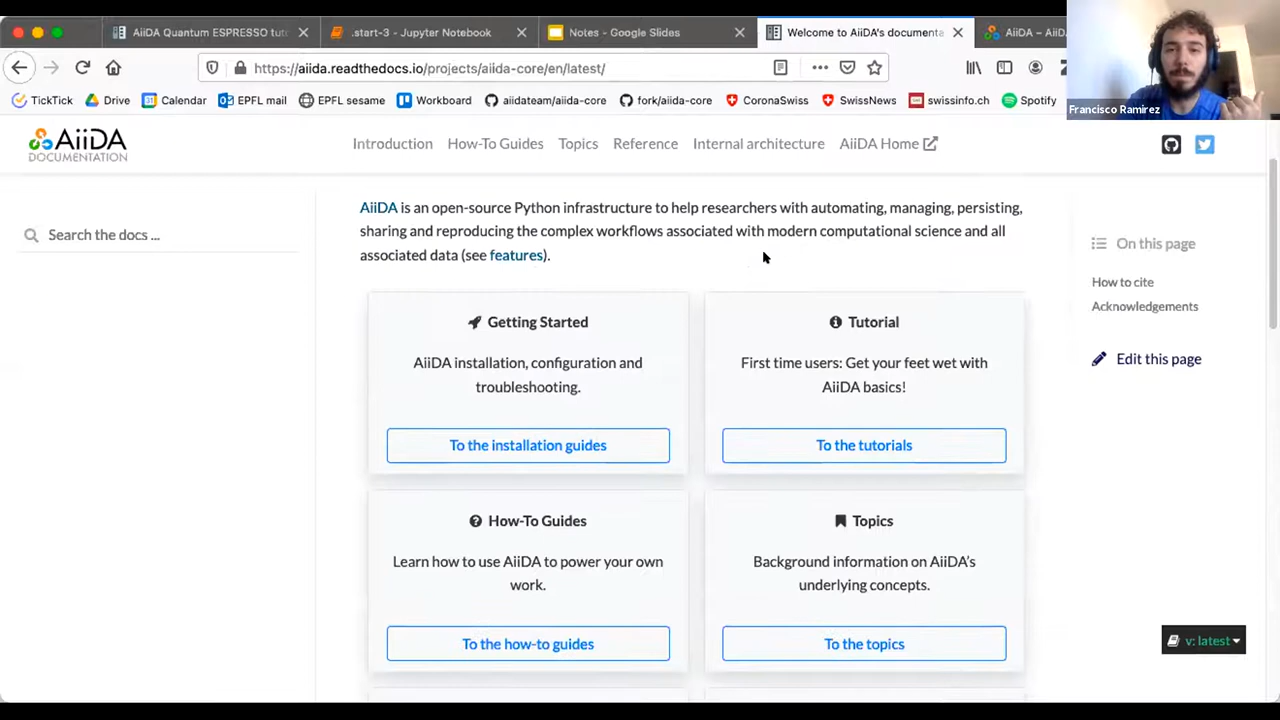 AiiDA Quantum ESPRESSO tut
.start-3 - Jupyter Notebook
Notes - Google Slides
Welcome to AiiDA's documenta
AiiDA – AiiD
https://aiida.readthedocs.io/projects/aiida-core/en/latest/
TickTick
Drive
Calendar
EPFL mail
EPFL sesame
Workboard
aiidateam/aiida-core
fork/aiida-core
CoronaSwiss
SwissNews
swissinfo.ch
Spotify
Francisco Ramirez
AiiDA
DOCUMENTATION
Introduction
How-To Guides
Topics
Reference
Internal architecture
AiiDA Home
Search the docs ...
AiiDA is an open-source Python infrastructure to help researchers with automating, managing, persisting,
sharing and reproducing the complex workflows associated with modern computational science and all
associated data (see features).
On this page
How to cite
Acknowledgements
Edit this page
Getting Started
AiiDA installation, configuration and
troubleshooting.
To the installation guides
Tutorial
First time users: Get your feet wet with
AiiDA basics!
To the tutorials
How-To Guides
Learn how to use AiiDA to power your own
work.
To the how-to guides
Topics
Background information on AiiDA's
underlying concepts.
To the topics
v: latest